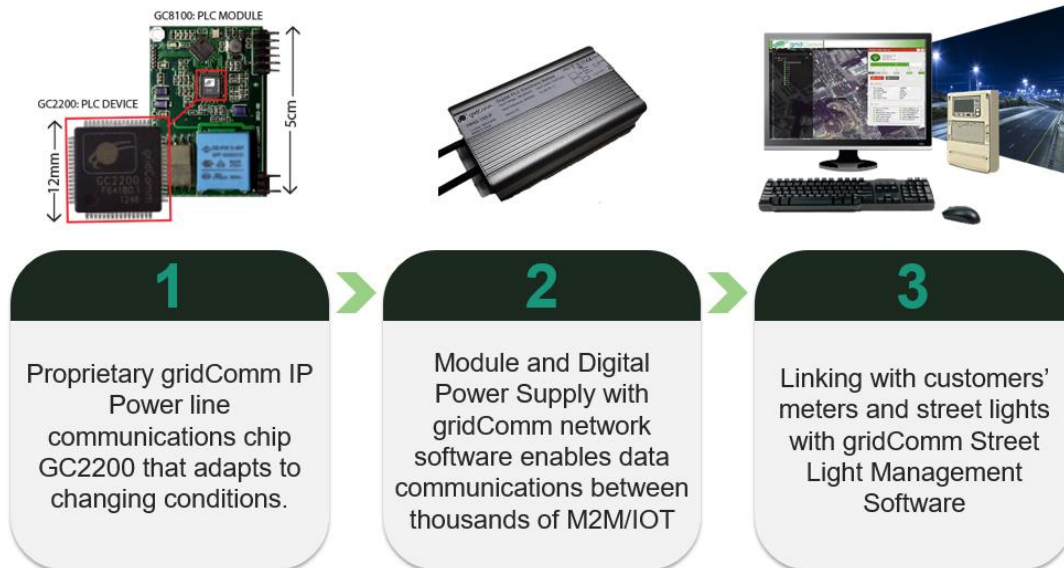 GC8100: PLC MODULE
GC2200: PLC DEVICE
12mm
5cm
gridComm
GC2200
1
Proprietary gridComm IP
Power line
communications chip
GC2200 that adapts to
changing conditions.
2
Module and Digital
Power Supply with
gridComm network
software enables data
communications between
thousands of M2M/IOT
3
Linking with customers’
meters and street lights
with gridComm Street
Light Management
Software